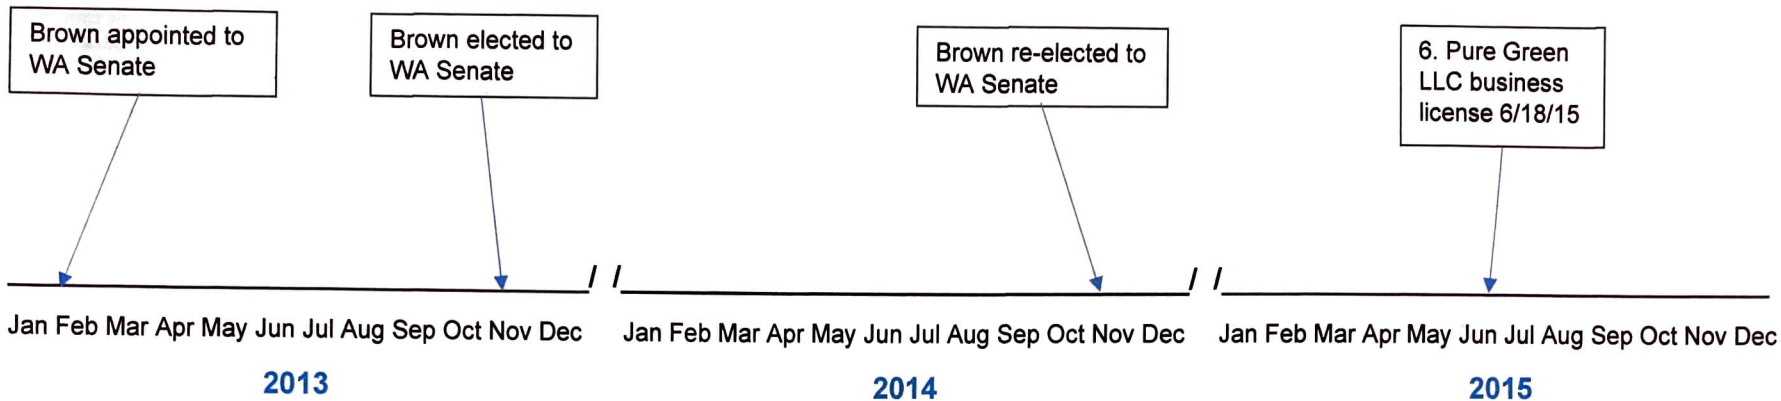 Brown appointed to
WA Senate
Brown elected to
WA Senate
Brown re-elected to
WA Senate
6. Pure Green
LLC business
license 6/18/15
/ /
/ /
Jan Feb Mar Apr May Jun Jul Aug Sep Oct Nov Dec
Jan Feb Mar Apr May Jun Jul Aug Sep Oct Nov Dec
Jan Feb Mar Apr May Jun Jul Aug Sep Oct Nov Dec
2013
2014
2015